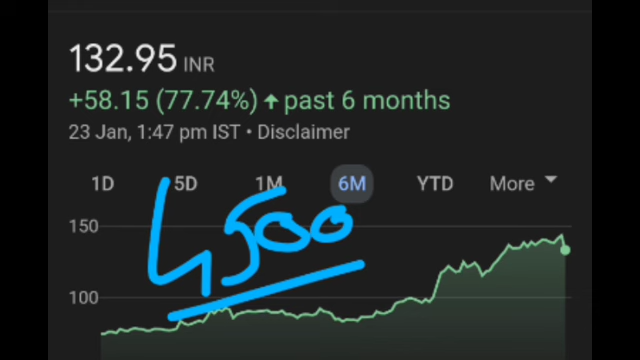 132.95 INR
+58.15 (77.74%) ↑ past 6 months
23 Jan, 1:47 pm IST • Disclaimer
1D 5D 1M 6M YTD More
150
4500
100